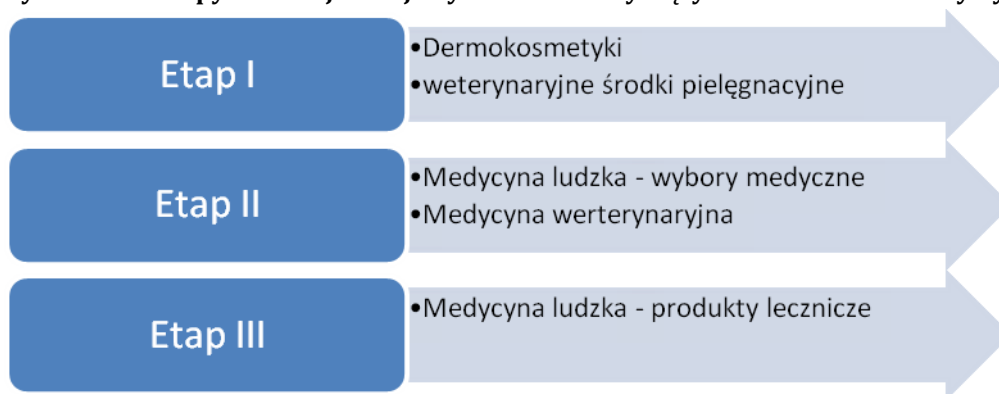 Etap I
•Dermokosmetyki
•weterynaryjne środki pielęgnacyjne
Etap II
•Medycyna ludzka - wybory medyczne
•Medycyna werterynaryjna
Etap III
•Medycyna ludzka - produkty lecznicze